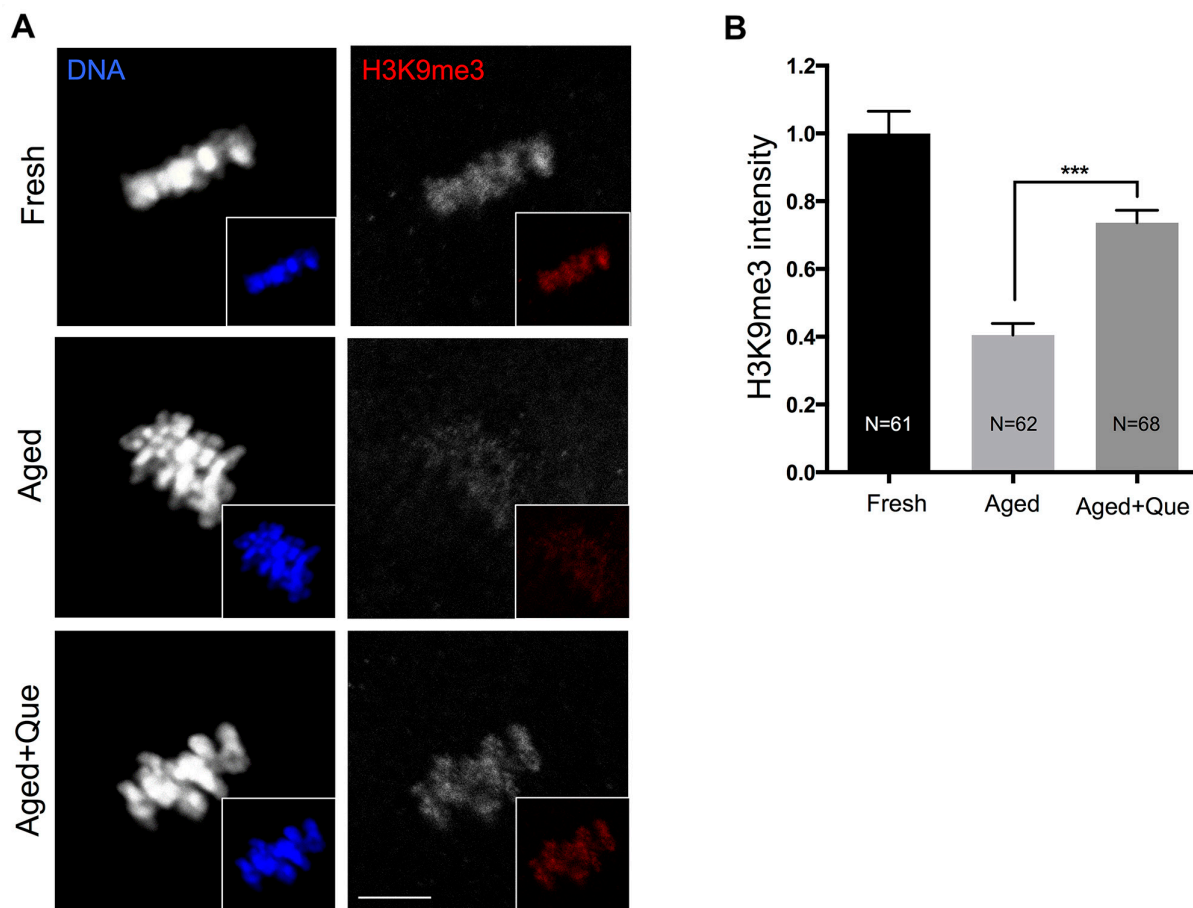 A
DNA
H3K9me3
Fresh
Aged
Aged+Que
B
H3K9me3 intensity
1.2
1.0
0.8
0.6
0.4
0.2
0.0
***
N=61
N=62
N=68
Fresh
Aged
Aged+Que